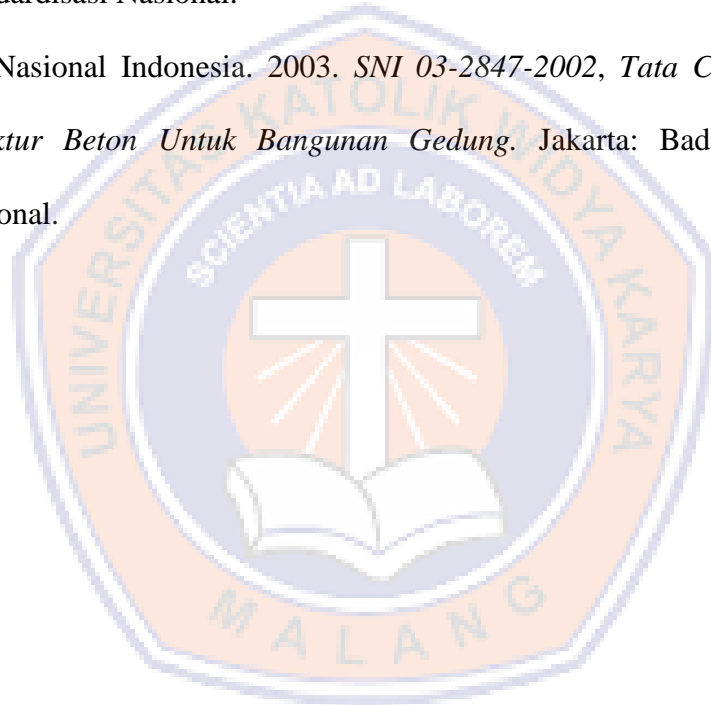 dardisasi Nasional.
Nasional Indonesia. 2003. SNI 03-2847-2002, Tata C
ktur Beton Untuk Bangunan Gedung. Jakarta: Bad
onal.
UNIVERSITAS KATOLIK WIDYA KARYA
SCIENTIA AD LABOREM
MALANG